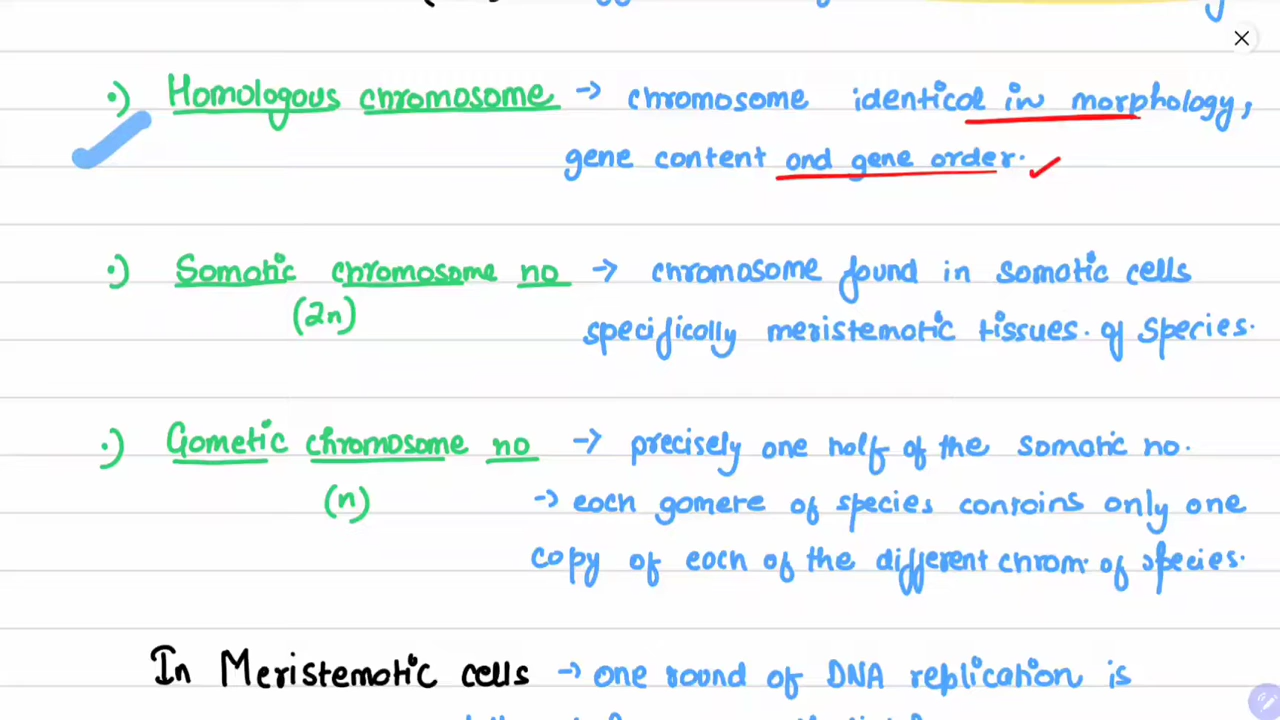 •) Homologous chromosome → chromosome identical in morphology,
gene content and gene order.
•) Somatic chromosome no → chromosome found in somatic cells
(2n) specifically meristematic tissues. of species.
•) Gametic chromosome no → precisely one half of the somatic no.
(n) → each gamete of species contains only one
copy of each of the different chrom. of species.
In Meristematic cells → one round of DNA replication is